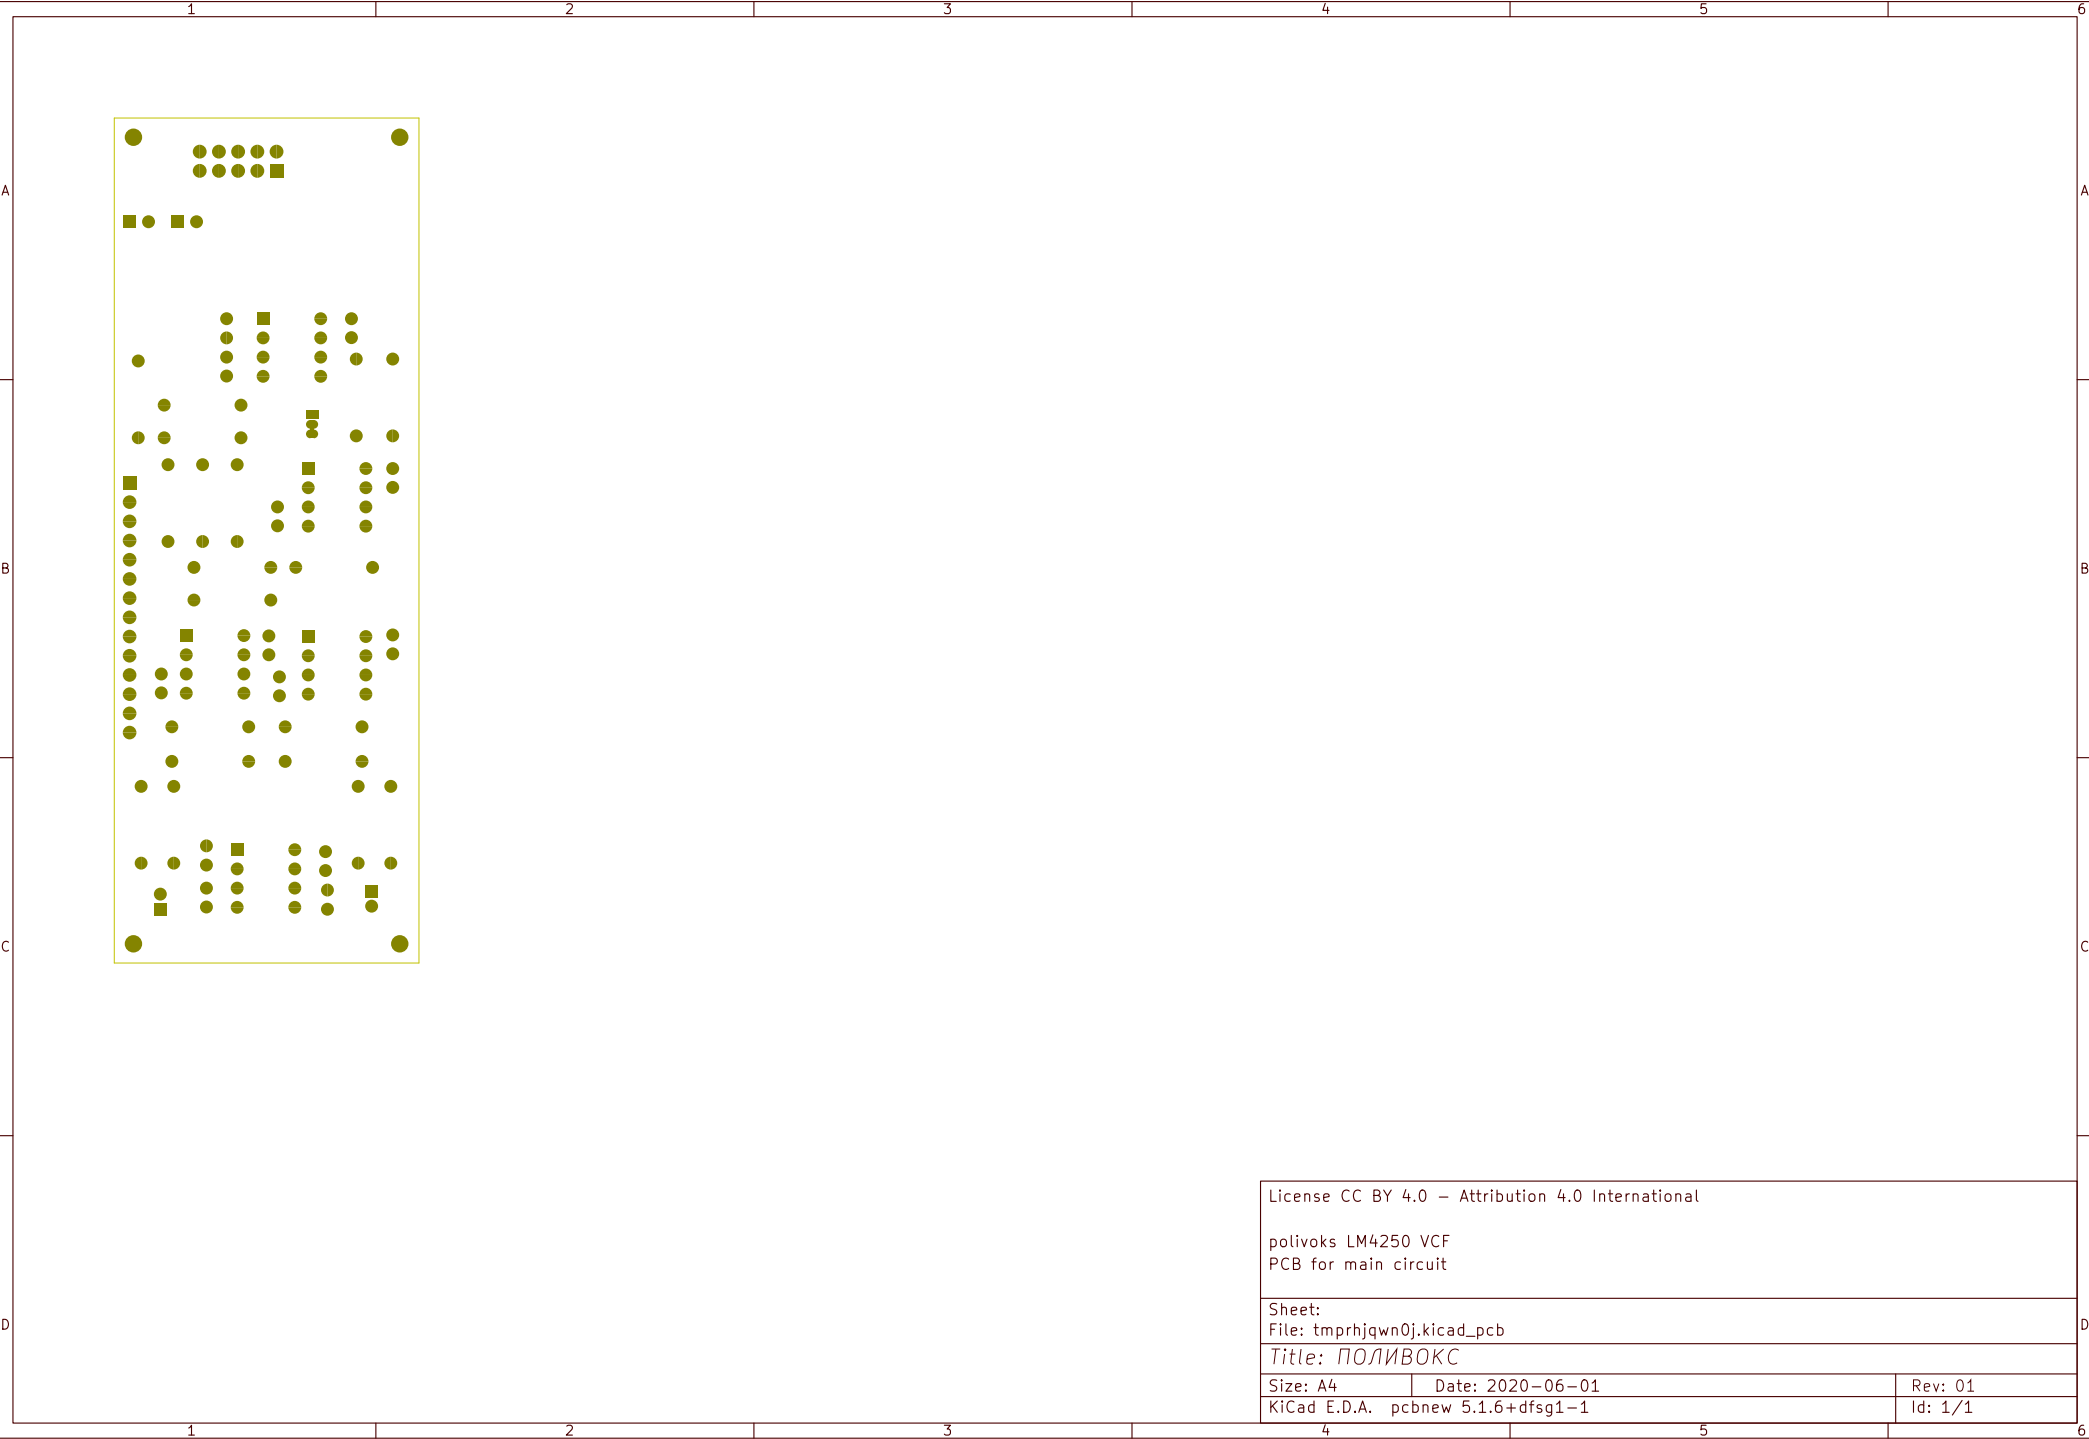 1 2 3 4 5 6
A A
B B
C C
License CC BY 4.0 – Attribution 4.0 International
polivoks LM4250 VCF
PCB for main circuit
Sheet:
D D
File: tmprhjqwn0j.kicad_pcb
Title: ПОЛИВОКС
Size: A4 Date: 2020-06-01 Rev: 01
KiCad E.D.A. pcbnew 5.1.6+dfsg1-1 Id: 1/1
1 2 3 4 5 6